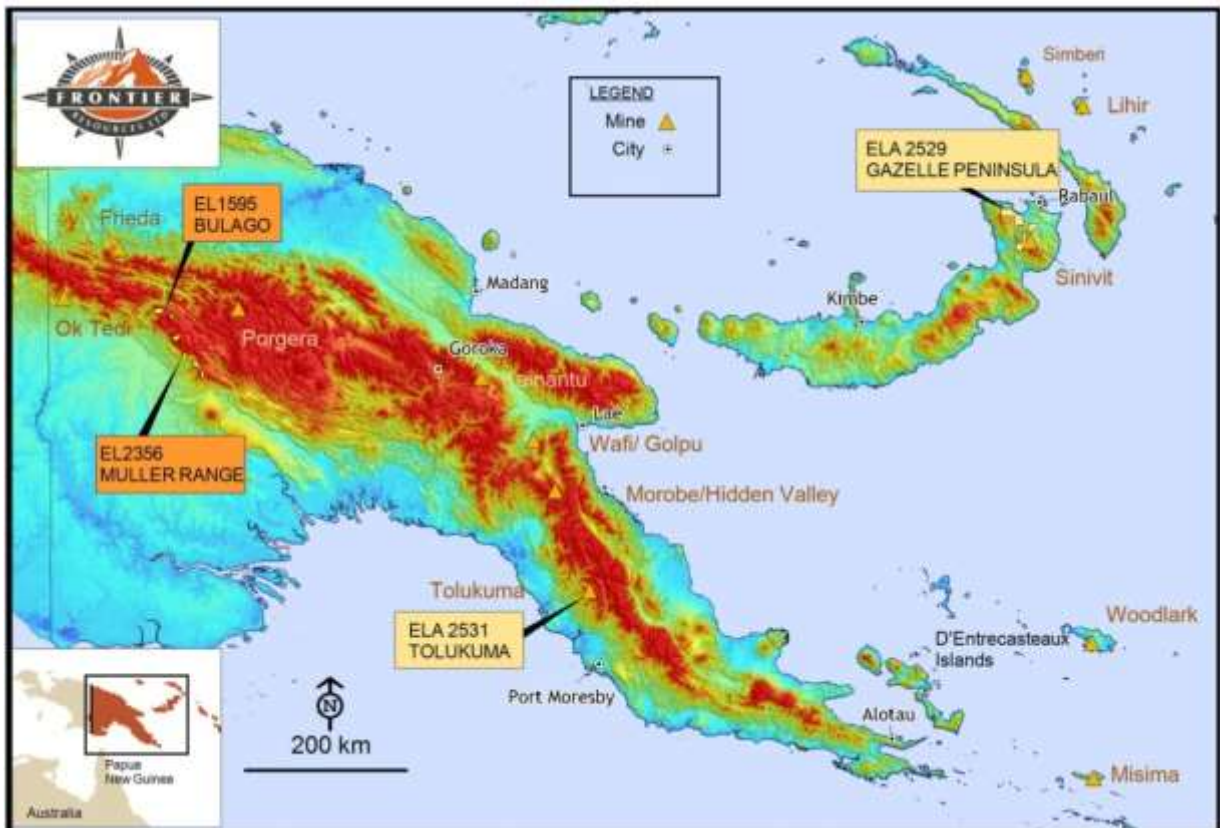 FRONTIER
RESOURCES LTD
LEGEND
Mine
City
Simberi
Lihir
ELA 2529
GAZELLE PENINSULA
Rabaul
EL1595
BULAGO
Frieda
Madang
Kimbe
Sinivit
Ok Tedi
Porgera
Goroka
Lae
Wafi/ Golpu
EL2356
MULLER RANGE
Morobe/Hidden Valley
Tolukuma
ELA 2531
TOLUKUMA
Woodlark
D'Entrecasteaux
Islands
Port Moresby
Alotau
N
200 km
Papua
New Guinea
Australia
Misima